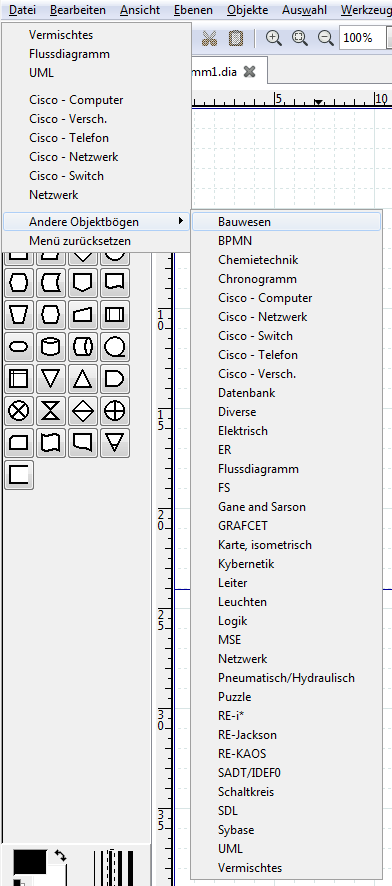 Datei Bearbeiten Ansicht Ebenen Objekte Auswahl Werkzeug
Vermischtes
Flussdiagramm
UML
100%
mm1.dia
Cisco - Computer
Cisco - Versch.
Cisco - Telefon
Cisco - Netzwerk
Cisco - Switch
Netzwerk
5
10
Andere Objektbögen
Menü zurücksetzen
Bauwesen
BPMN
Chemietechnik
Chronogramm
Cisco - Computer
Cisco - Netzwerk
Cisco - Switch
Cisco - Telefon
Cisco - Versch.
Datenbank
Diverse
Elektrisch
ER
Flussdiagramm
FS
Gane and Sarson
GRAFCET
Karte, isometrisch
Kybernetik
Leiter
Leuchten
Logik
MSE
Netzwerk
Pneumatisch/Hydraulisch
Puzzle
RE-i*
RE-Jackson
RE-KAOS
SADT/IDEF0
Schaltkreis
SDL
Sybase
UML
Vermischtes
10
15
20
25
30
35